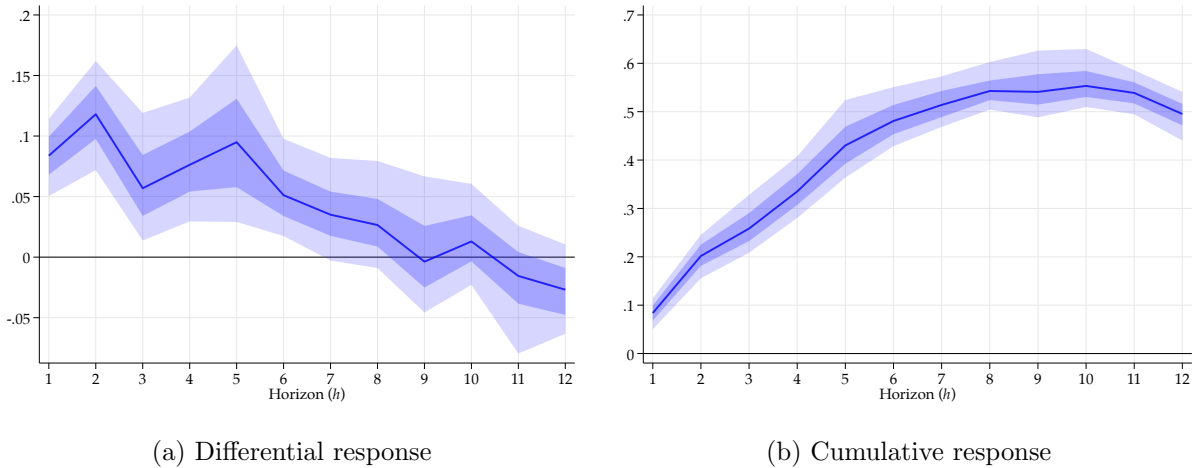 .2
.15
.1
.05
0
-.05
1 2 3 4 5 6 7 8 9 10 11 12
Horizon (h)
(a) Differential response
.7
.6
.5
.4
.3
.2
.1
0
1 2 3 4 5 6 7 8 9 10 11 12
Horizon (h)
(b) Cumulative response